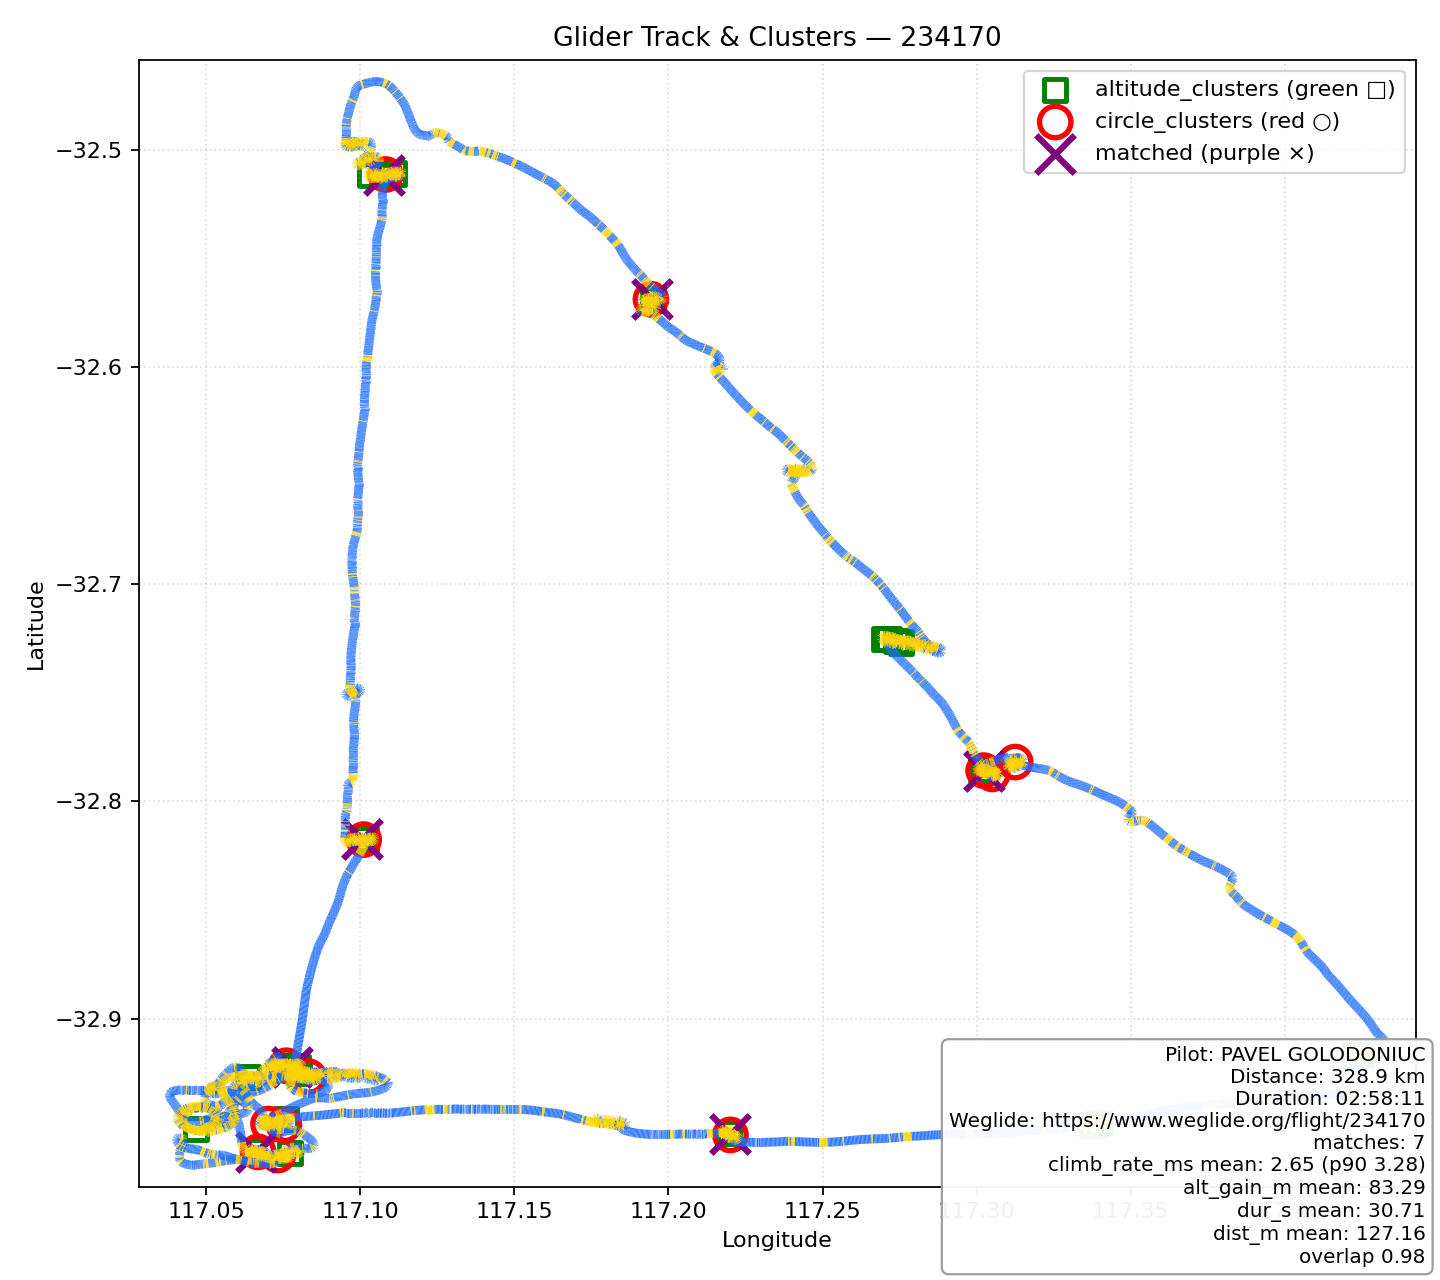 Glider Track & Clusters — 234170
altitude_clusters (green □)
circle_clusters (red ○)
matched (purple ×)
−32.5
−32.6
−32.7
−32.8
−32.9
Latitude
117.05
117.10
117.15
117.20
117.25
117.30
117.35
Longitude
Pilot: PAVEL GOLODONIUC
Distance: 328.9 km
Duration: 02:58:11
Weglide: https://www.weglide.org/flight/234170
matches: 7
climb_rate_ms mean: 2.65 (p90 3.28)
alt_gain_m mean: 83.29
dur_s mean: 30.71
dist_m mean: 127.16
overlap 0.98